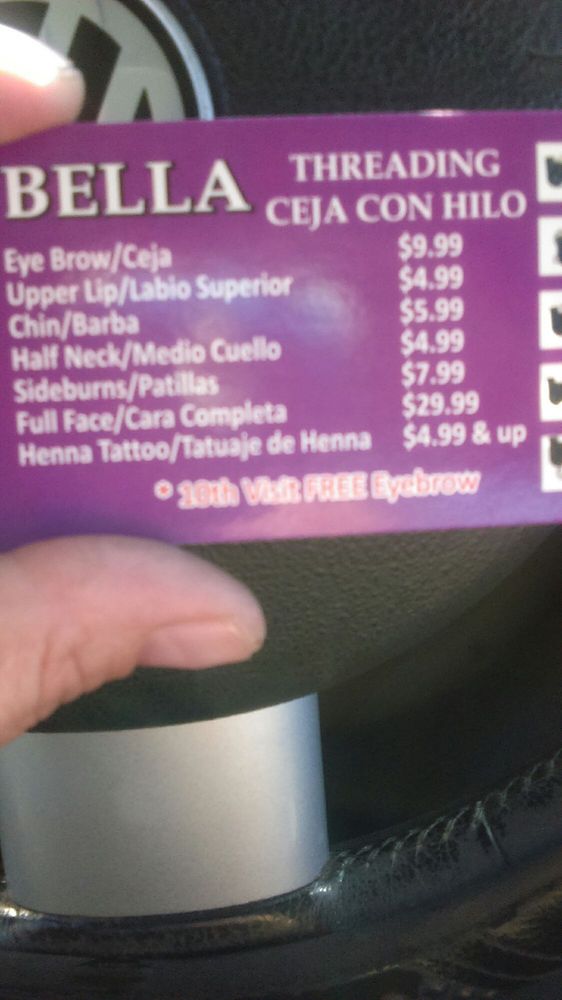 BELLA
THREADING
CEJA CON HILO
Eye Brow/Ceja $9.99
Upper Lip/Labio Superior $4.99
Chin/Barba $5.99
Half Neck/Medio Cuello $4.99
Sideburns/Patillas $7.99
Full Face/Cara Completa $29.99
Henna Tattoo/Tatuaje de Henna $4.99 & up
* 10th Visit FREE Eyebrow